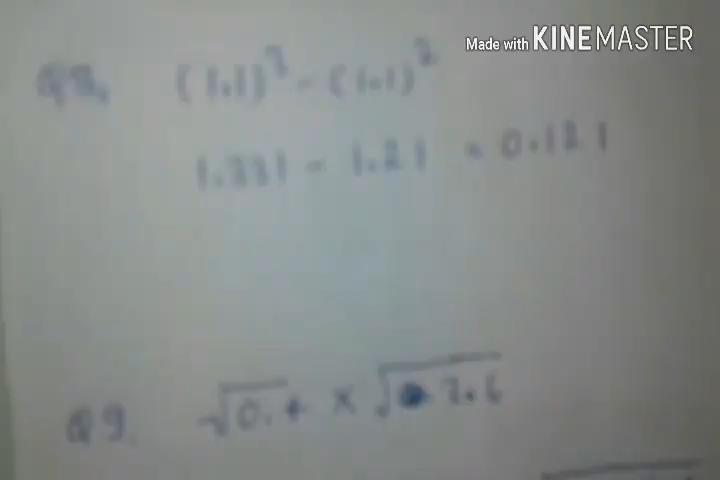 Made with KINEMASTER
Q8. (1.1)³ - (1.1)²
1.331 - 1.21 = 0.121
Q9. √0.4 × √3.6